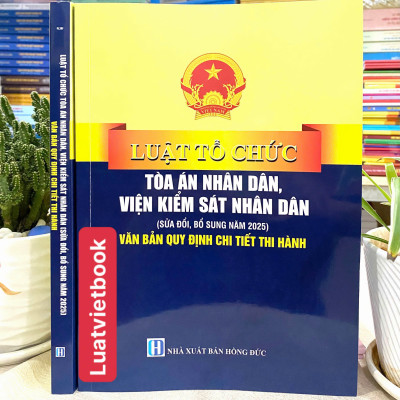 LUẬT TỔ CHỨC TÒA ÁN NHÂN DÂN, VIỆN KIỂM SÁT NHÂN DÂN (SỬA ĐỔI, BỔ SUNG NĂM 2025)
VĂN BẢN QUY ĐỊNH CHI TIẾT THI HÀNH
H
VIỆT NAM
LUẬT TỔ CHỨC
TÒA ÁN NHÂN DÂN,
VIỆN KIỂM SÁT NHÂN DÂN
(SỬA ĐỔI, BỔ SUNG NĂM 2025)
VĂN BẢN QUY ĐỊNH CHI TIẾT THI HÀNH
H NHÀ XUẤT BẢN HỒNG ĐỨC
Luatvietbook